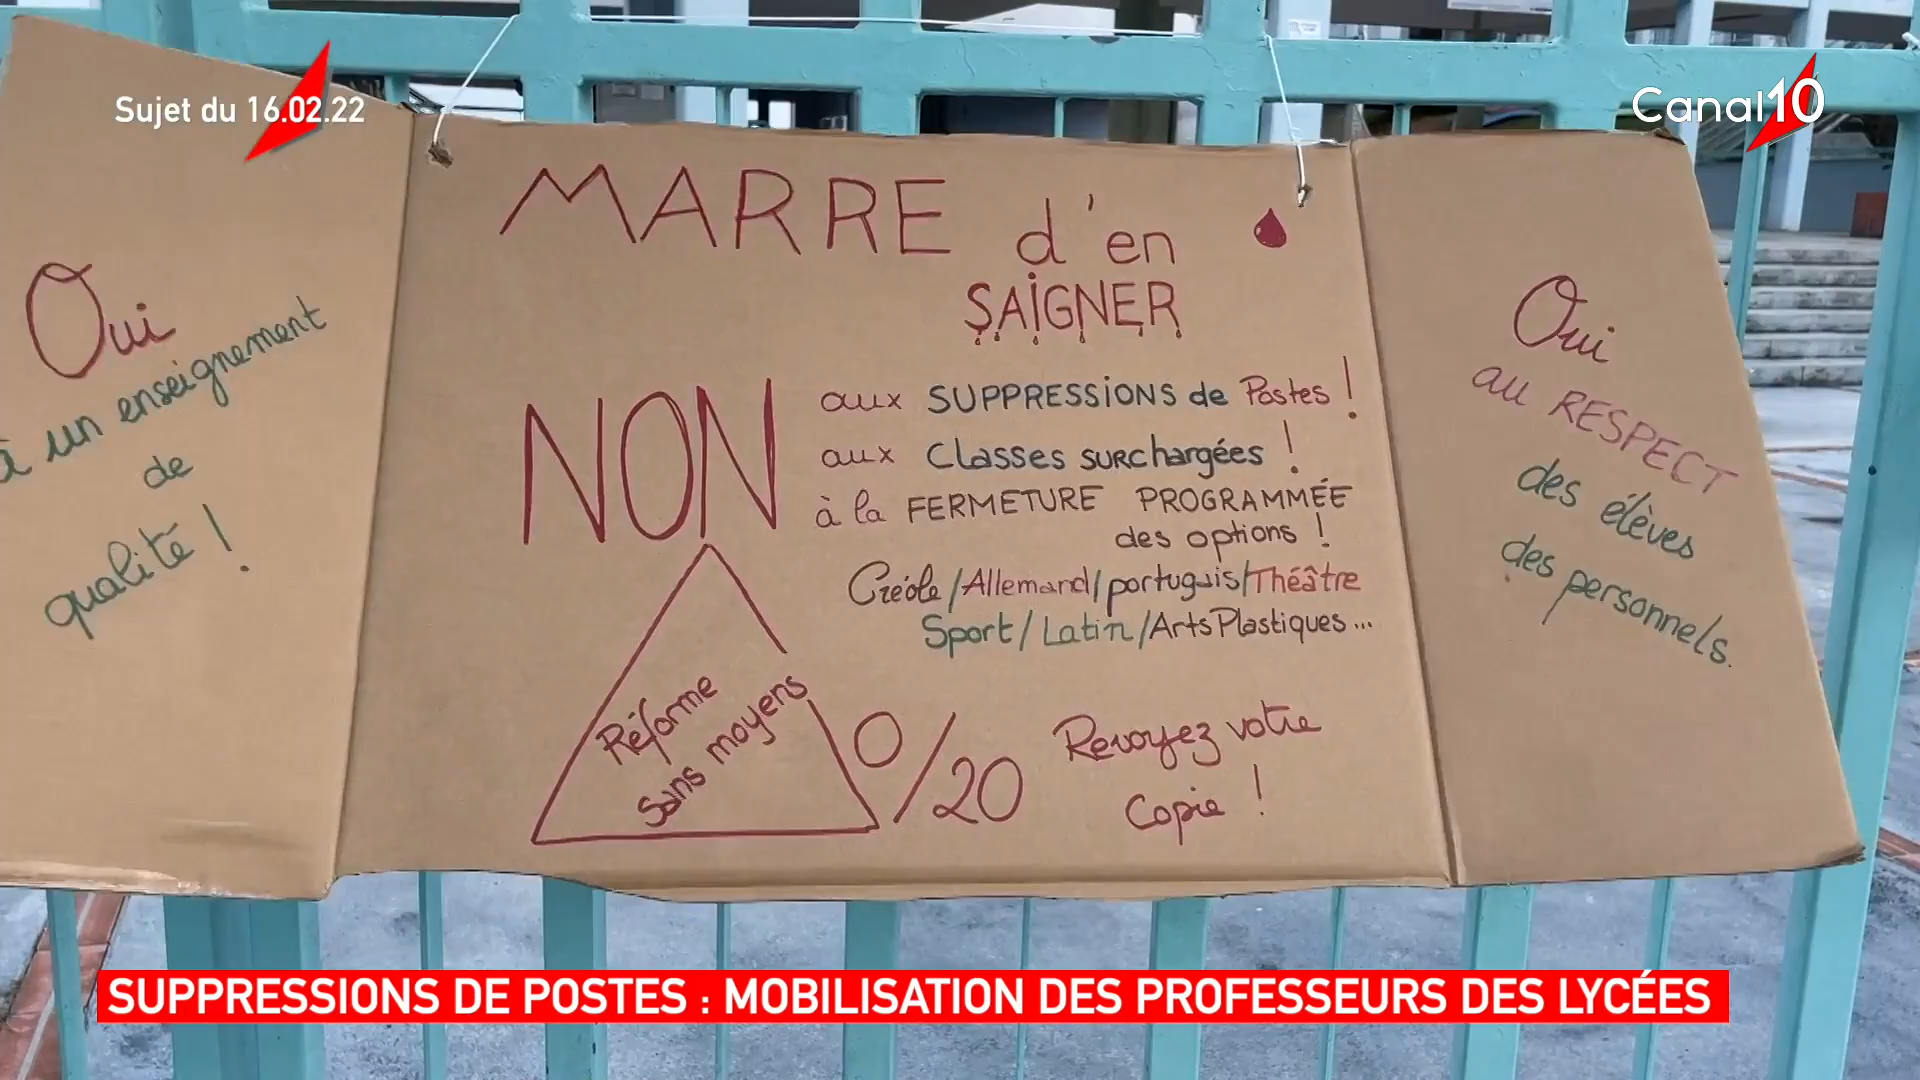 Sujet du 16.02.22
Canal10
Oui
à un enseignement
de
qualité !
MARRE d'en
SAIGNER
NON
aux SUPPRESSIONS de Postes !
aux Classes SURchargées !
à la FERMETURE PROGRAMMÉE
des options !
Créole/Allemand/portugais/Théâtre
Sport/Latin/Arts Plastiques...
Réforme
sans moyens
0/20
Revoyez votre
Copie !
Oui
au RESPECT
des élèves
des personnels.
SUPPRESSIONS DE POSTES : MOBILISATION DES PROFESSEURS DES LYCÉES